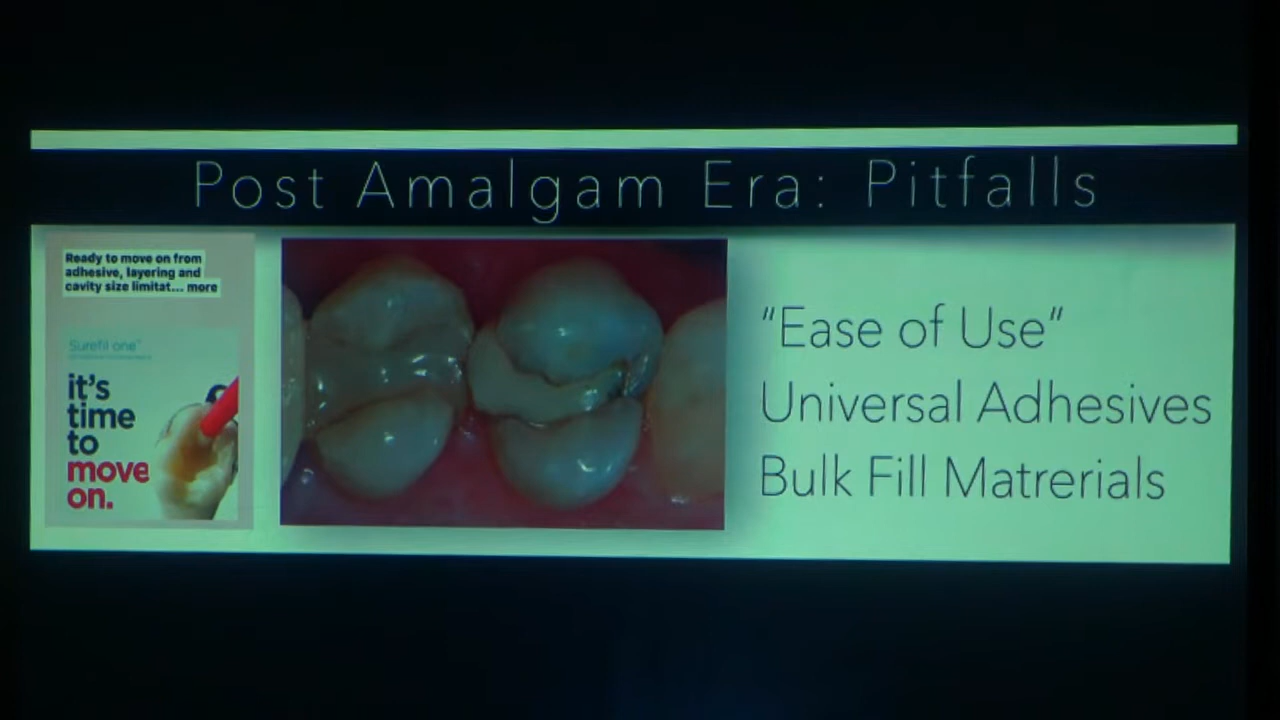 Post Amalgam Era: Pitfalls
Ready to move on from
adhesive, layering and
cavity size limitat... more
Surefil one™
it's
time
to
move
on.
"Ease of Use"
Universal Adhesives
Bulk Fill Matrerials